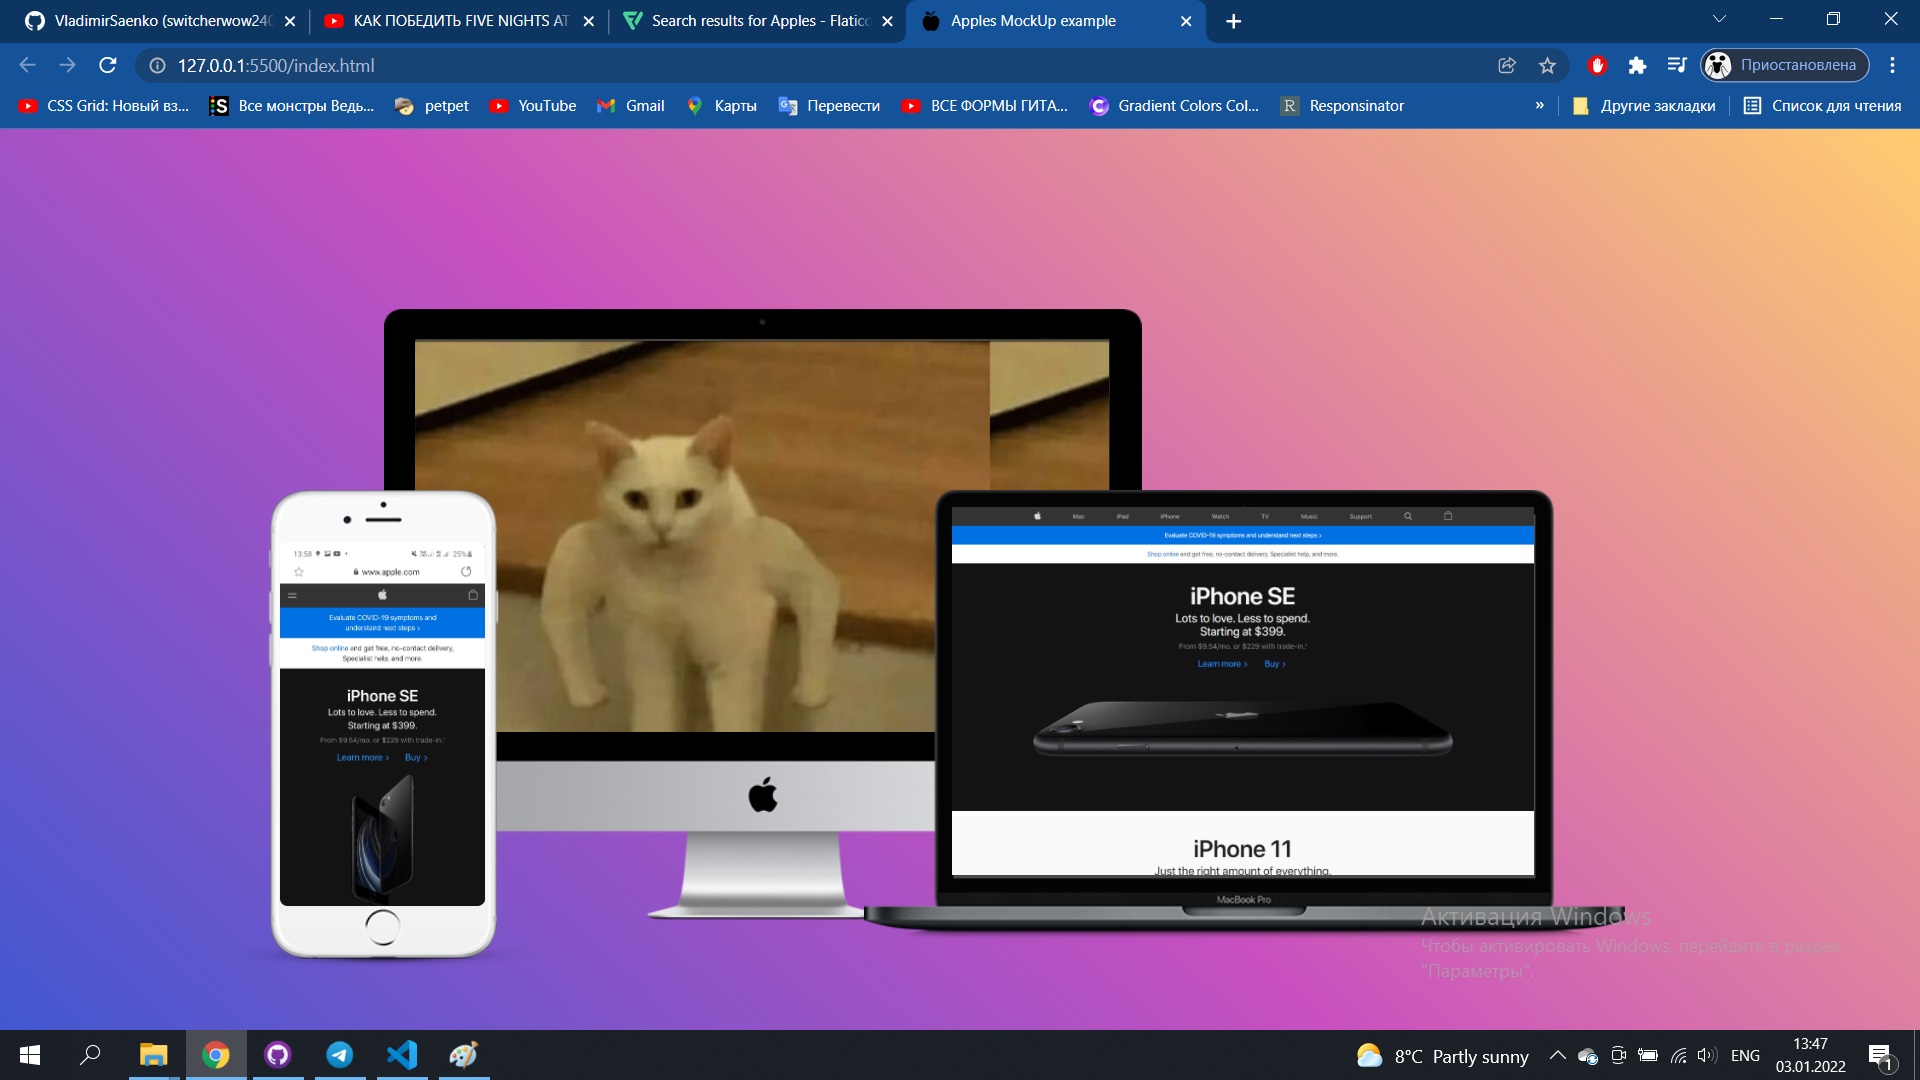 VladimirSaenko (switcherwow240
КАК ПОБЕДИТЬ FIVE NIGHTS AT
Search results for Apples - Flatico
Apples MockUp example
127.0.0.1:5500/index.html
Приостановлена
CSS Grid: Новый вз...
Все монстры Ведь...
petpet
YouTube
Gmail
Карты
Перевести
ВСЕ ФОРМЫ ГИТА...
Gradient Colors Col...
R Responsinator
»
Другие закладки
Список для чтения
13:58
25%
www.apple.com
Evaluate COVID-19 symptoms and
understand next steps ›
Shop online and get free, no-contact delivery,
Specialist help, and more.
iPhone SE
Lots to love. Less to spend.
Starting at $399.
From $9.54/mo. or $229 with trade-in.¹
Learn more › Buy ›
Mac iPad iPhone Watch TV Music Support
Evaluate COVID-19 symptoms and understand next steps ›
Shop online and get free, no-contact delivery, Specialist help, and more.
iPhone SE
Lots to love. Less to spend.
Starting at $399.
From $9.54/mo. or $229 with trade-in.¹
Learn more › Buy ›
iPhone 11
Just the right amount of everything.
MacBook Pro
Активация Windows
Чтобы активировать Windows, перейдите в раздел
"Параметры".
8°C Partly sunny
ENG
13:47
03.01.2022
1